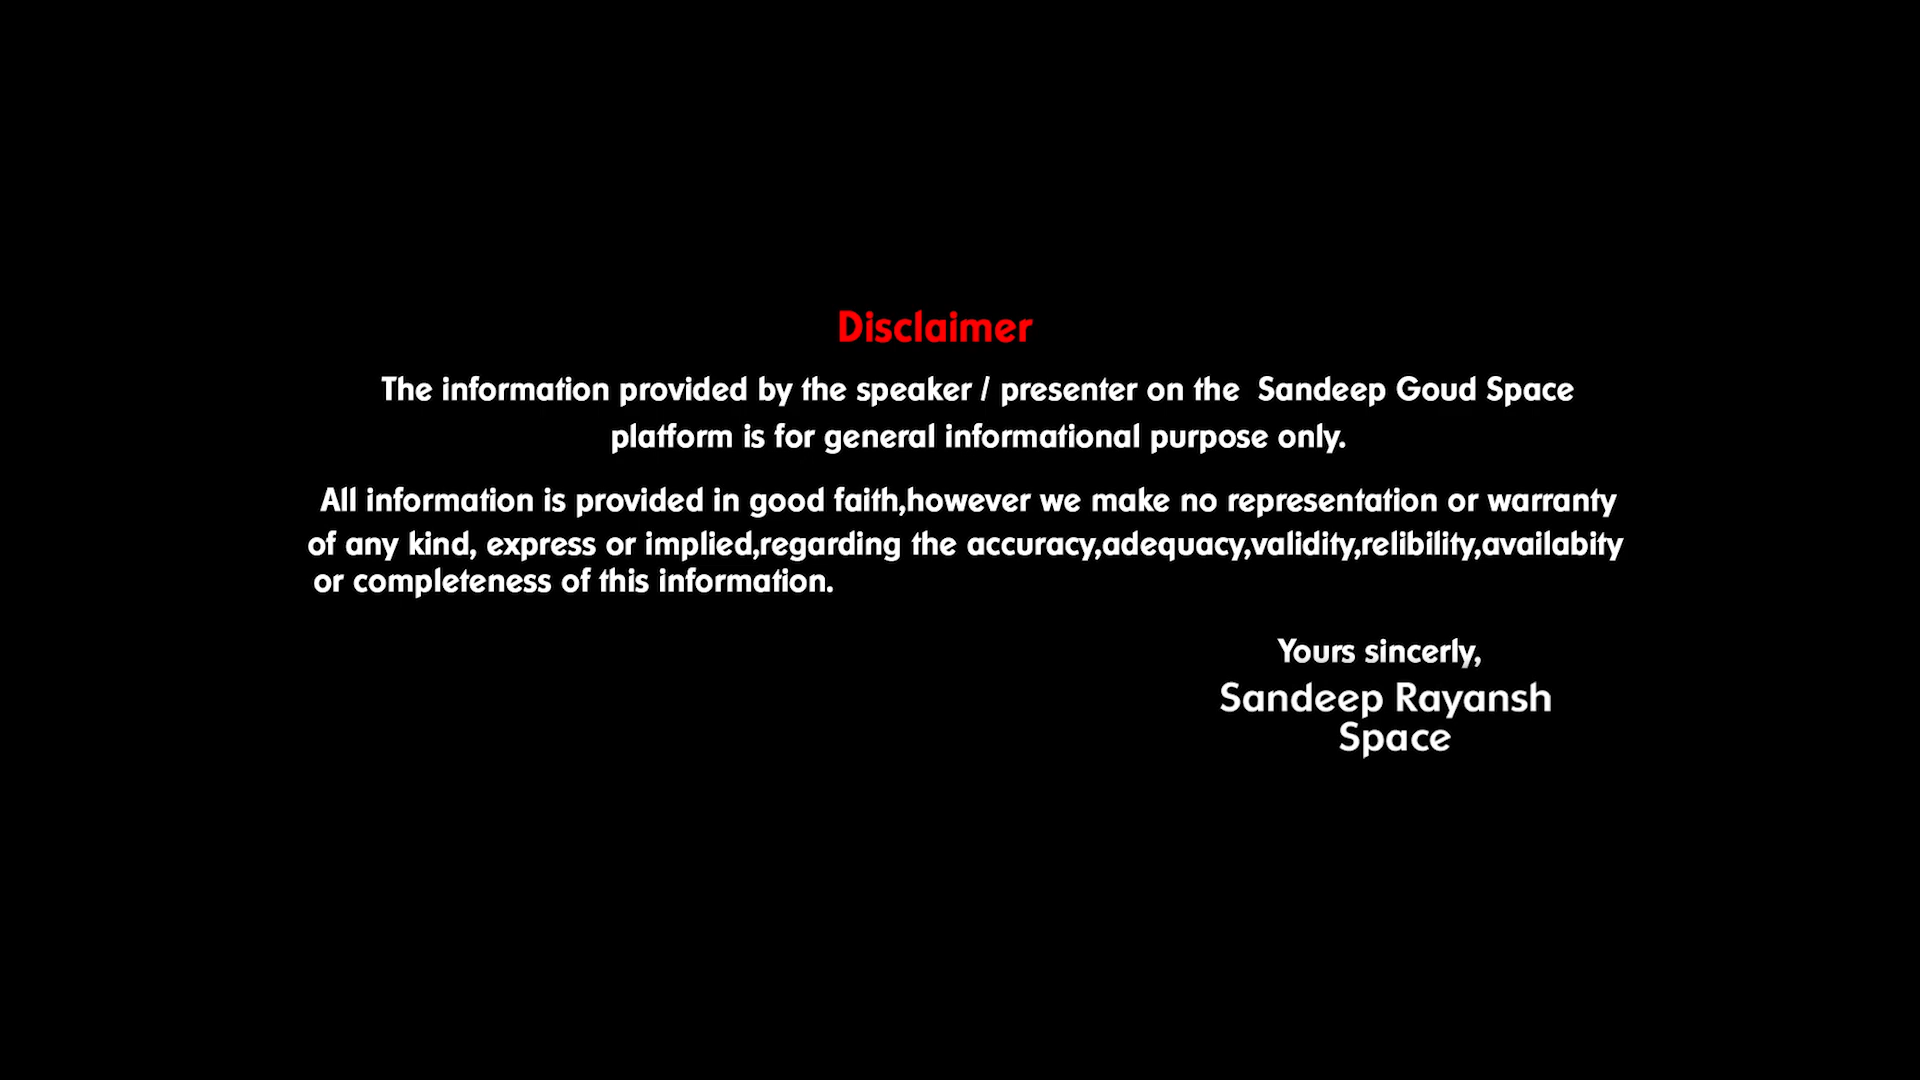 Disclaimer
The information provided by the speaker / presenter on the Sandeep Goud Space
platform is for general informational purpose only.
All information is provided in good faith,however we make no representation or warranty
of any kind, express or implied,regarding the accuracy,adequacy,validity,relibility,availabity
or completeness of this information.
Yours sincerly,
Sandeep Rayansh
Space